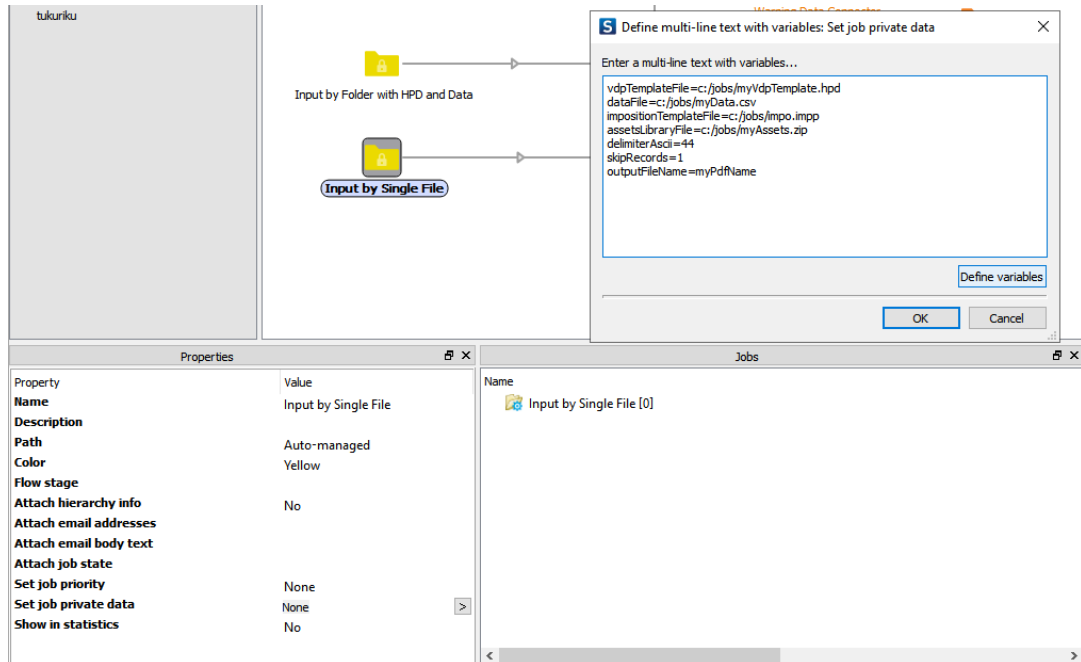 tukuriku
Warning Data Connector
Input by Folder with HPD and Data
Input by Single File
Define multi-line text with variables: Set job private data
Enter a multi-line text with variables...
vdpTemplateFile=c:/jobs/myVdpTemplate.hpd
dataFile=c:/jobs/myData.csv
impositionTemplateFile=c:/jobs/impo.impp
assetsLibraryFile=c:/jobs/myAssets.zip
delimiterAscii=44
skipRecords=1
outputFileName=myPdfName
Define variables
OK Cancel
Properties
Property Value
Name Input by Single File
Description
Path Auto-managed
Color Yellow
Flow stage
Attach hierarchy info No
Attach email addresses
Attach email body text
Attach job state
Set job priority None
Set job private data None
Show in statistics No
Jobs
Name
Input by Single File [0]